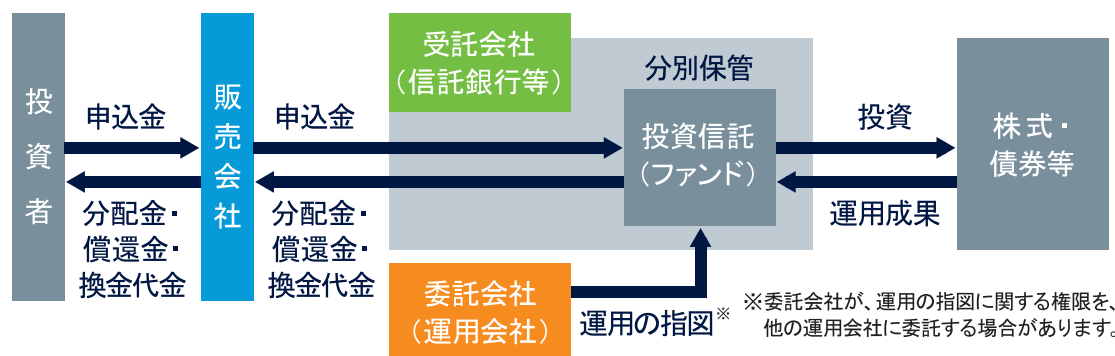 投資者
申込金
分配金・
償還金・
換金代金
販売会社
申込金
分配金・
償還金・
換金代金
受託会社
（信託銀行等）
分別保管
投資信託
（ファンド）
委託会社
（運用会社）
運用の指図※
投資
運用成果
株式・
債券等
※委託会社が、運用の指図に関する権限を、
他の運用会社に委託する場合があります。